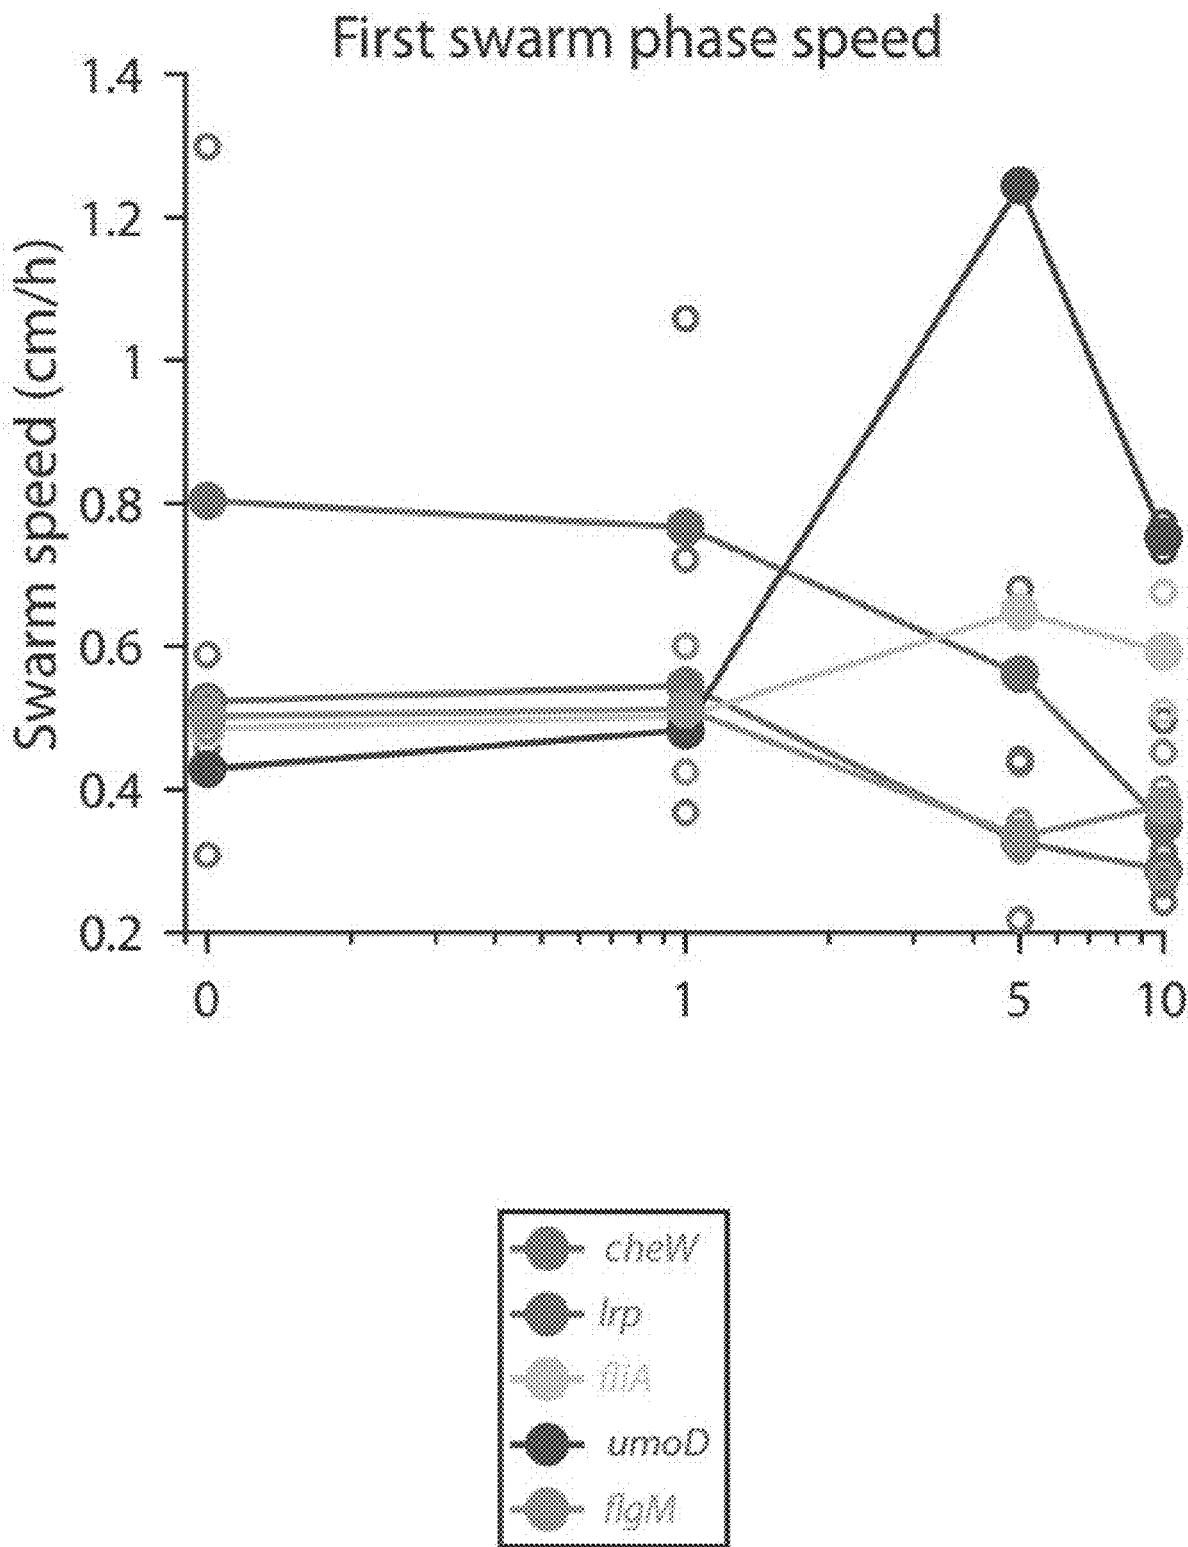 First swarm phase speed
1.4
1.2
1
0.8
0.6
0.4
0.2
Swarm speed (cm/h)
0 1 5 10
cheW
lrp
fliA
umoD
flgM